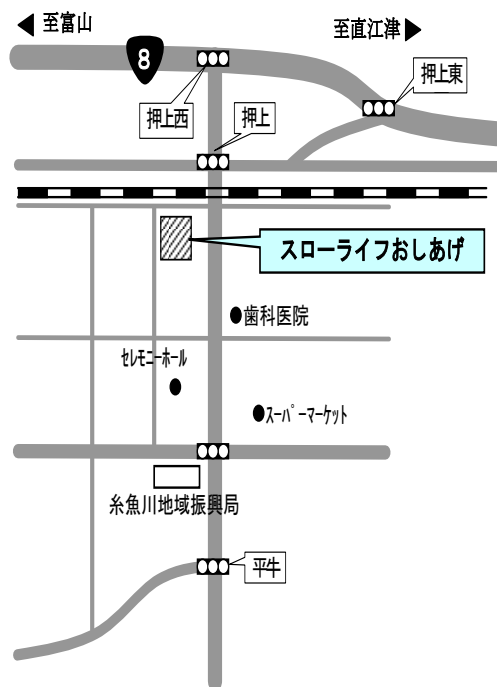 至富山
至直江津
8
押上東
押上西
押上
スローライフおしあげ
歯科医院
セレモニーホール
スーパーマーケット
糸魚川地域振興局
平牛